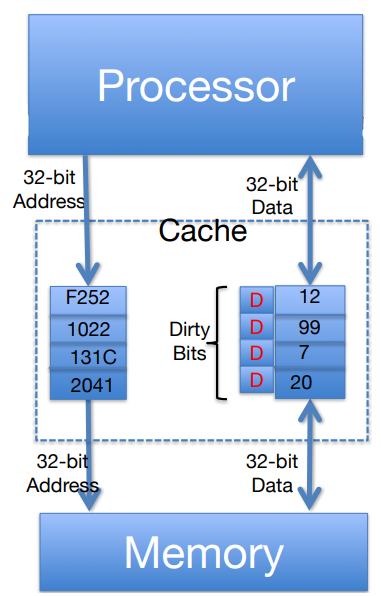 Processor
32-bit
Address
32-bit
Data
Cache
F252
1022
131C
2041
Dirty
Bits
D
D
D
D
12
99
7
20
32-bit
Address
32-bit
Data
Memory